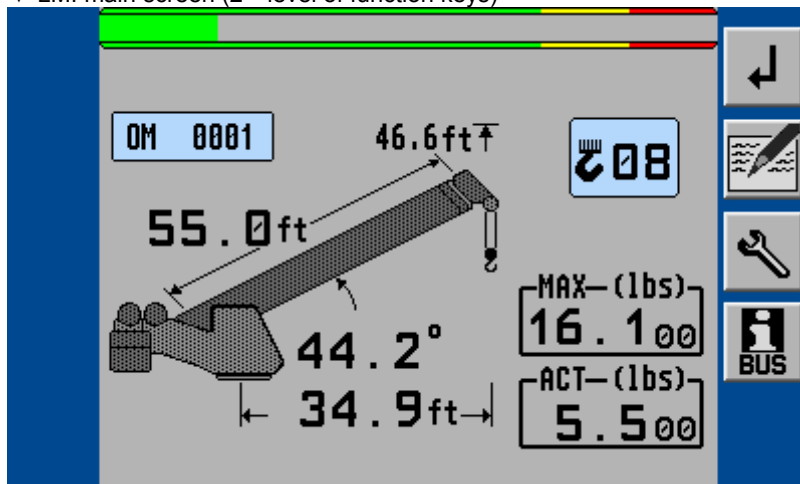 LMI main screen (2nd level of function keys)
OM 0001
46.6ft
08
55.0ft
MAX (lbs)
16.100
44.2°
ACT (lbs)
34.9ft
5.500
i
BUS